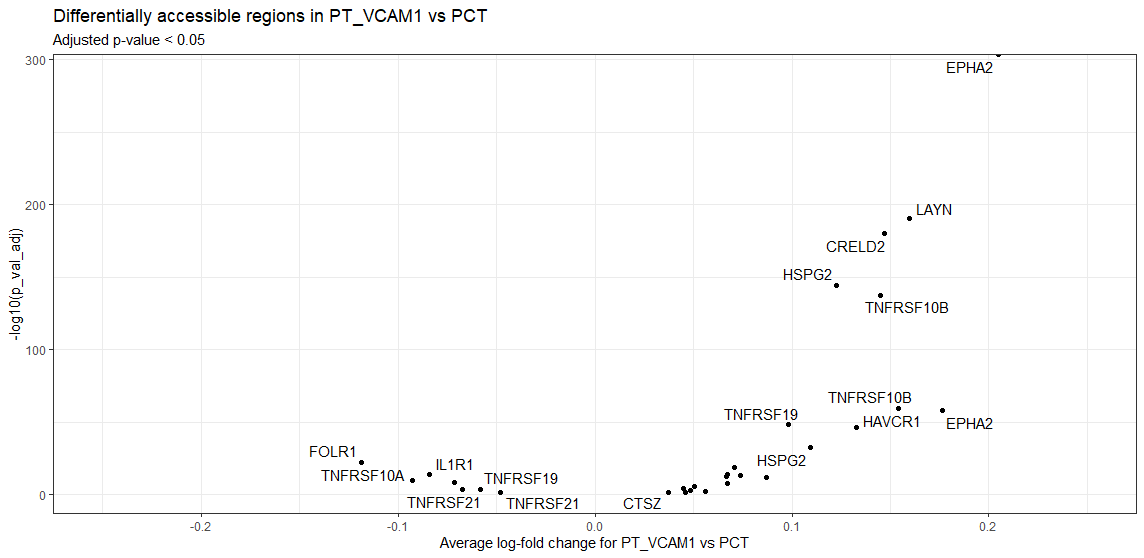 Differentially accessible regions in PT_VCAM1 vs PCT
Adjusted p-value < 0.05
300
EPHA2
LAYN
200
CRELD2
HSPG2
TNFRSF10B
-log10(p_val_adj)
100
TNFRSF10B
TNFRSF19
HAVCR1
EPHA2
FOLR1
IL1R1
HSPG2
TNFRSF10A
TNFRSF19
0
TNFRSF21
TNFRSF21
CTSZ
-0.2
-0.1
0.0
0.1
0.2
Average log-fold change for PT_VCAM1 vs PCT